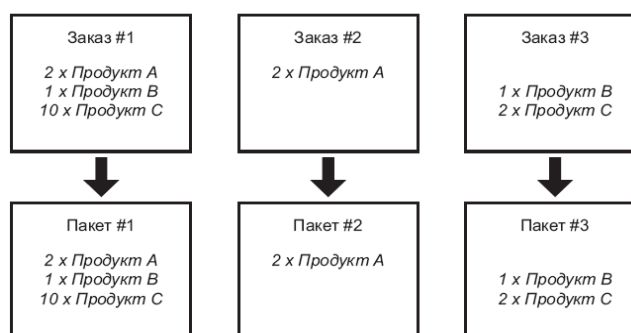 Заказ #1
2 x Продукт A
1 x Продукт B
10 x Продукт C
Заказ #2
2 x Продукт A
Заказ #3
1 x Продукт B
2 x Продукт C
Пакет #1
2 x Продукт A
1 x Продукт B
10 x Продукт C
Пакет #2
2 x Продукт A
Пакет #3
1 x Продукт B
2 x Продукт C